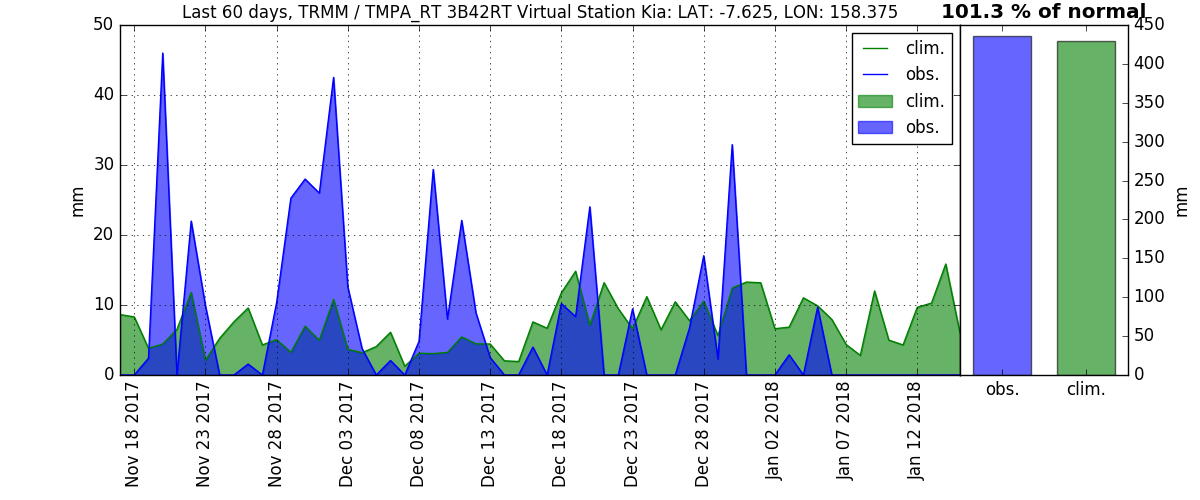 Last 60 days, TRMM / TMPA_RT 3B42RT Virtual Station Kia: LAT: -7.625, LON: 158.375
101.3 % of normal
50
40
30
20
10
0
mm
clim.
obs.
clim.
obs.
450
400
350
300
250
200
150
100
50
0
mm
Nov 18 2017
Nov 23 2017
Nov 28 2017
Dec 03 2017
Dec 08 2017
Dec 13 2017
Dec 18 2017
Dec 23 2017
Dec 28 2017
Jan 02 2018
Jan 07 2018
Jan 12 2018
obs.
clim.